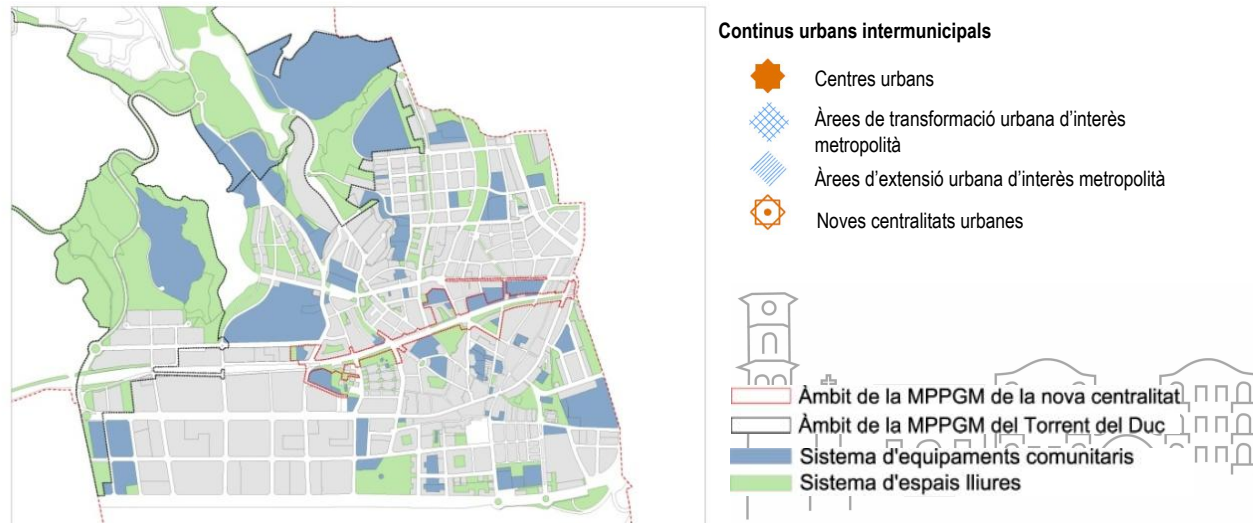 Continus urbans intermunicipals
Centres urbans
Àrees de transformació urbana d'interès
metropolità
Àrees d'extensió urbana d'interès metropolità
Noves centralitats urbanes
Àmbit de la MPPGM de la nova centralitat
Àmbit de la MPPGM del Torrent del Duc
Sistema d'equipaments comunitaris
Sistema d'espais lliures